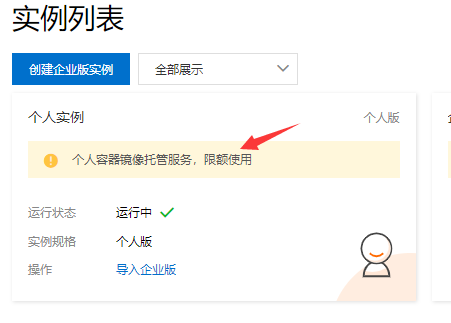 实例列表
创建企业版实例
全部展示
个人实例
个人版
个人容器镜像托管服务，限额使用
运行状态
运行中
实例规格
个人版
操作
导入企业版